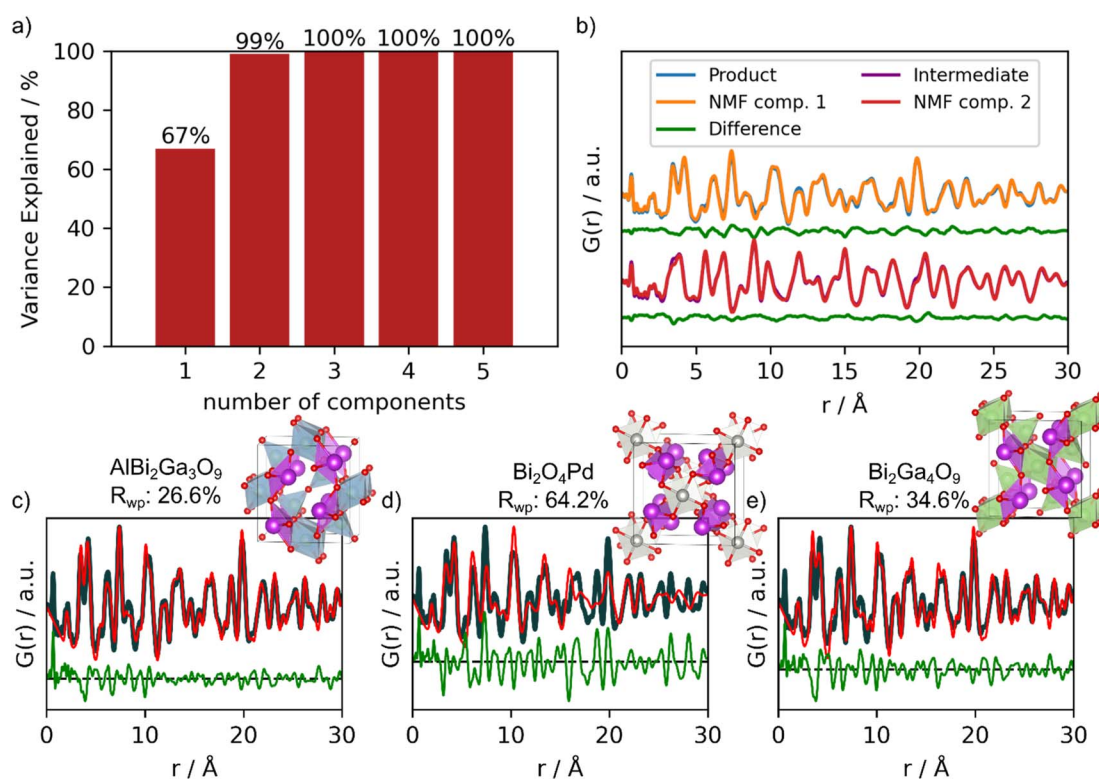 a)
Variance Explained / %
100
80
60
40
20
0
67%
99%
100%
100%
100%
1
2
3
4
5
number of components
b)
Product
Intermediate
NMF comp. 1
NMF comp. 2
Difference
G(r) / a.u.
0
5
10
15
20
25
30
r / Å
AlBi₂Ga₃O₉
c)
R_wp: 26.6%
G(r) / a.u.
0
10
20
30
r / Å
Bi₂O₄Pd
d)
R_wp: 64.2%
G(r) / a.u.
0
10
20
30
r / Å
Bi₂Ga₄O₉
e)
R_wp: 34.6%
G(r) / a.u.
0
10
20
30
r / Å